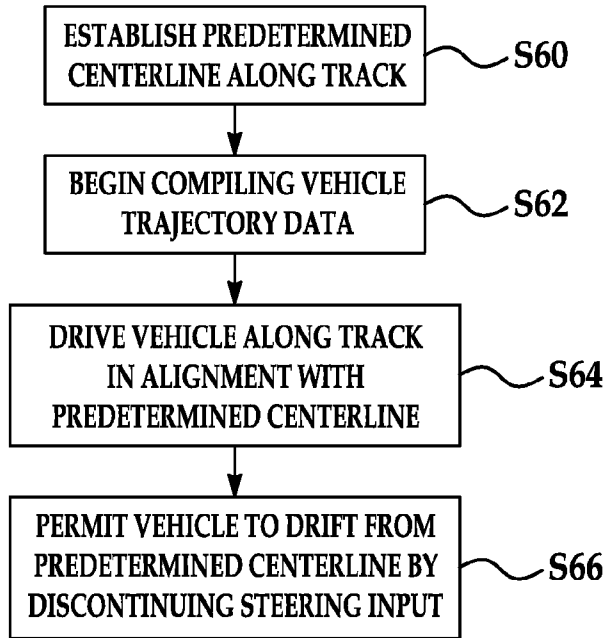 ESTABLISH PREDETERMINED
CENTERLINE ALONG TRACK
S60
BEGIN COMPILING VEHICLE
TRAJECTORY DATA
S62
DRIVE VEHICLE ALONG TRACK
IN ALIGNMENT WITH
PREDETERMINED CENTERLINE
S64
PERMIT VEHICLE TO DRIFT FROM
PREDETERMINED CENTERLINE BY
DISCONTINUING STEERING INPUT
S66